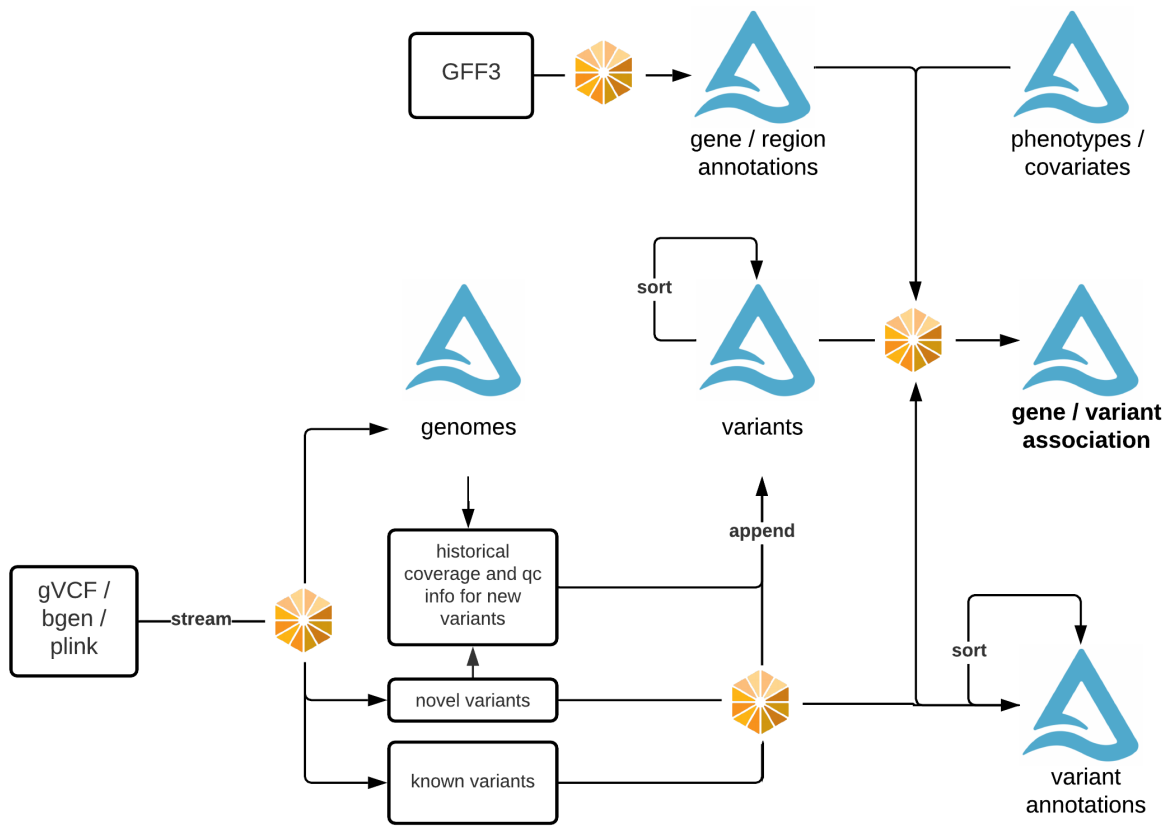 GFF3
gene / region
annotations
phenotypes /
covariates
sort
genomes
variants
gene / variant
association
append
historical
coverage and qc
info for new
variants
gVCF /
bgen /
plink
stream
sort
novel variants
known variants
variant
annotations